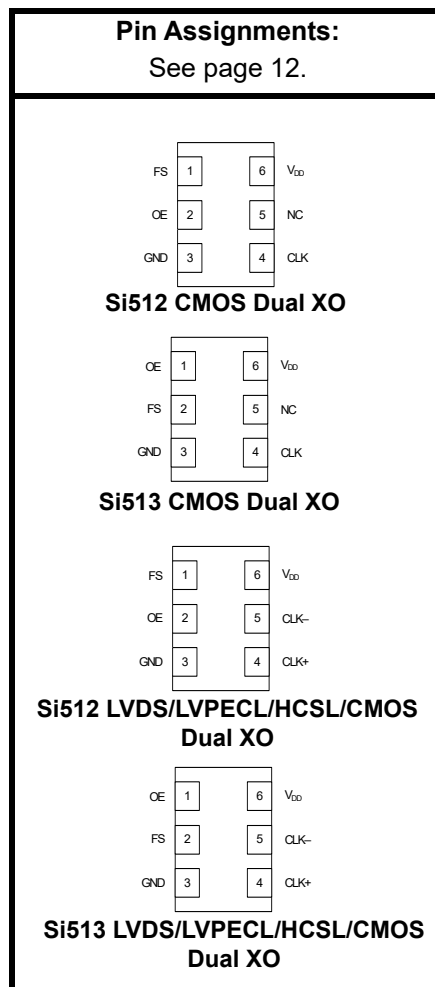 Pin Assignments:
See page 12.
FS 1 6 VDD
OE 2 5 NC
GND 3 4 CLK
Si512 CMOS Dual XO
OE 1 6 VDD
FS 2 5 NC
GND 3 4 CLK
Si513 CMOS Dual XO
FS 1 6 VDD
OE 2 5 CLK–
GND 3 4 CLK+
Si512 LVDS/LVPECL/HCSL/CMOS
Dual XO
OE 1 6 VDD
FS 2 5 CLK–
GND 3 4 CLK+
Si513 LVDS/LVPECL/HCSL/CMOS
Dual XO